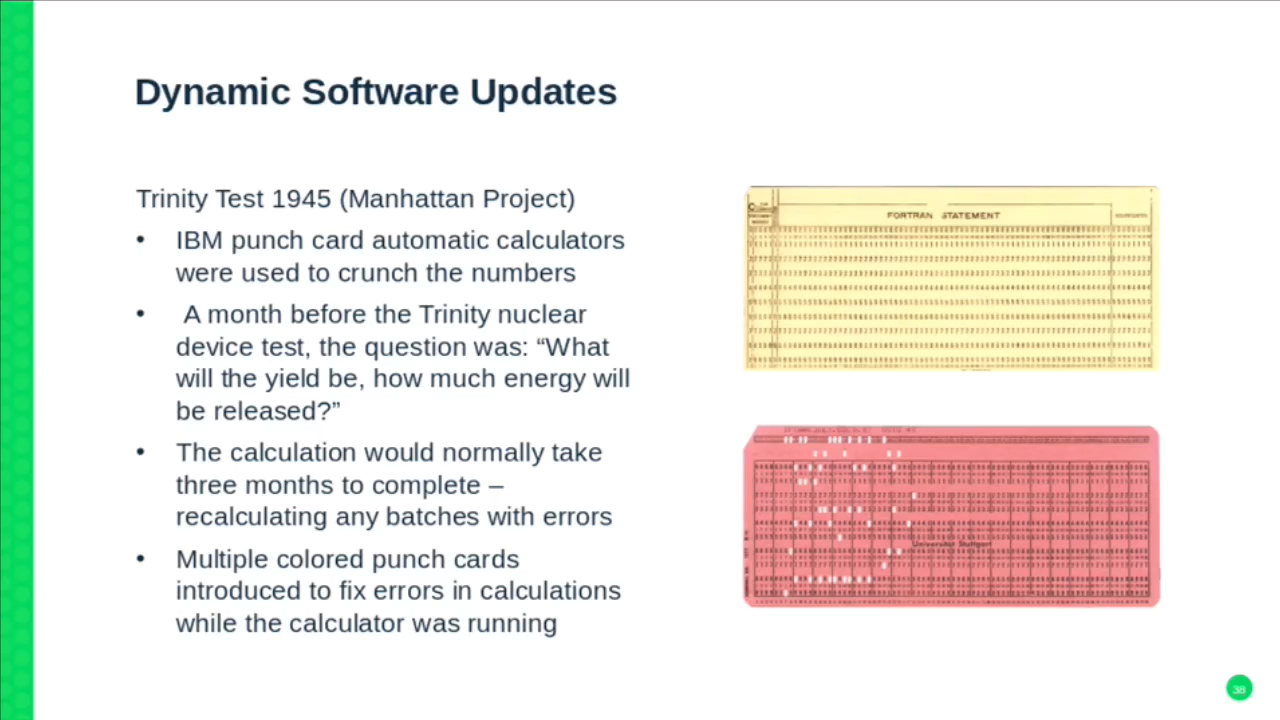 Dynamic Software Updates
Trinity Test 1945 (Manhattan Project)
• IBM punch card automatic calculators
were used to crunch the numbers
• A month before the Trinity nuclear
device test, the question was: “What
will the yield be, how much energy will
be released?”
• The calculation would normally take
three months to complete –
recalculating any batches with errors
• Multiple colored punch cards
introduced to fix errors in calculations
while the calculator was running
FORTRAN STATEMENT
Universität Stuttgart
38